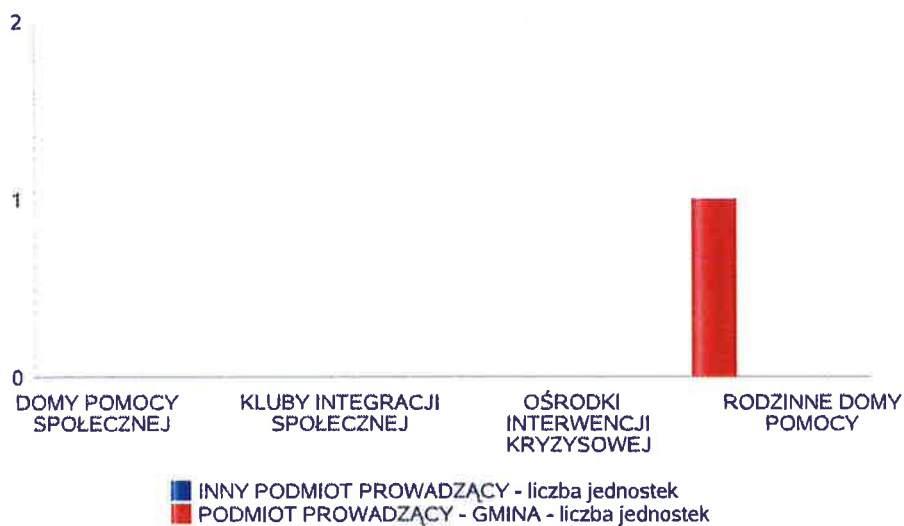 2
1
0
DOMY POMOCY
SPOŁECZNEJ
KLUBY INTEGRACJI
SPOŁECZNEJ
OŚRODKI
INTERWENCJI
KRYZYSOWEJ
RODZINNE DOMY
POMOCY
INNY PODMIOT PROWADZĄCY - liczba jednostek
PODMIOT PROWADZĄCY - GMINA - liczba jednostek